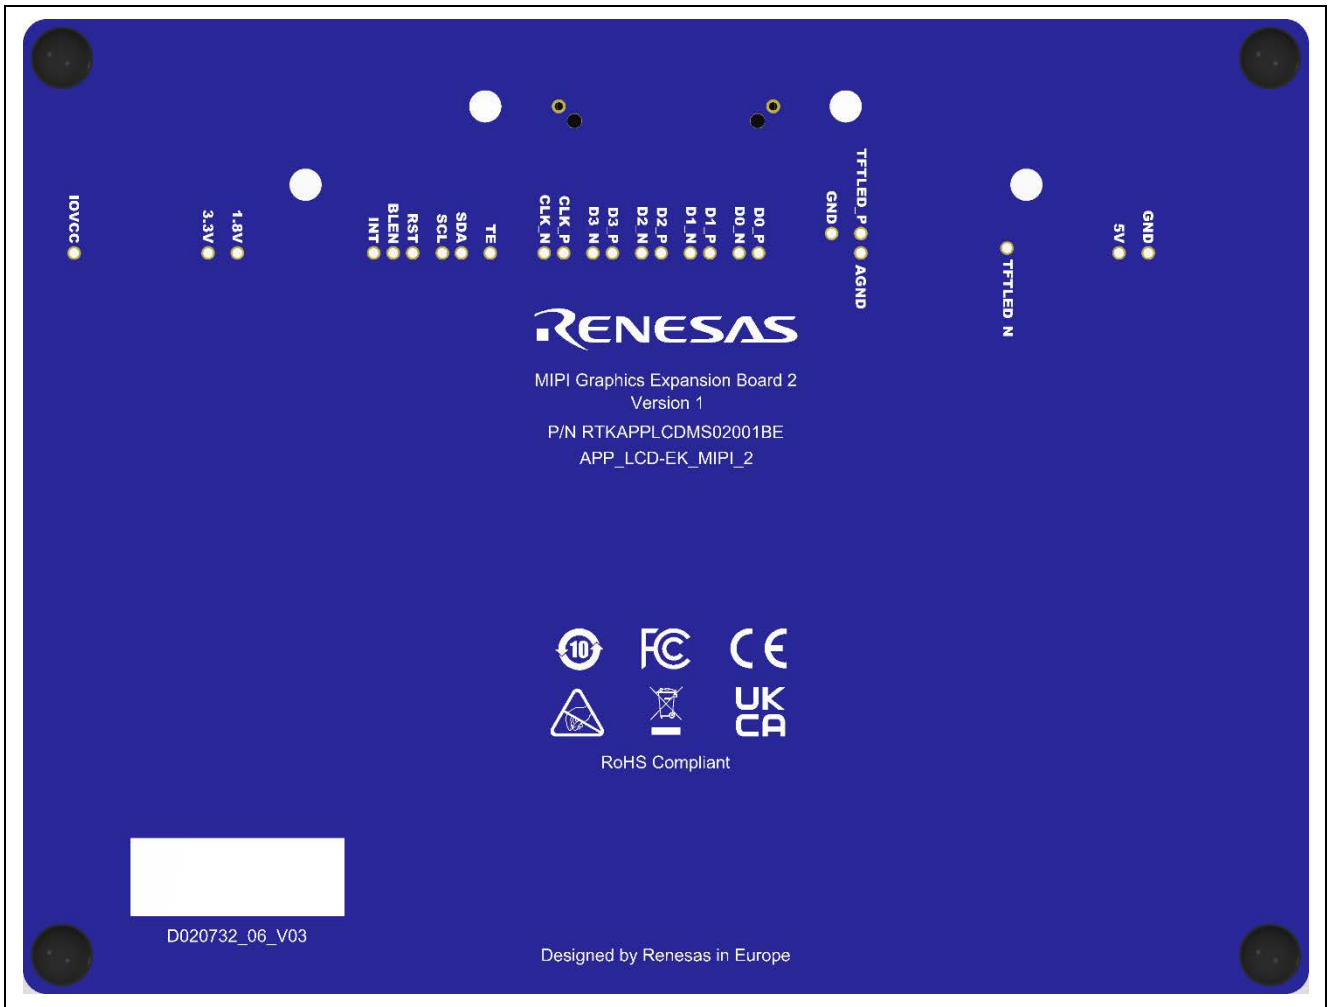 IOVCC
3.3V
1.8V
INT
BLEN
RST
SCL
SDA
TE
CLK_N
CLK_P
D3_N
D3_P
D2_N
D2_P
D1_N
D1_P
D0_N
D0_P
GND
TFTLED_P
AGND
TFTLED_N
5V
GND
RENESAS
MIPI Graphics Expansion Board 2
Version 1
P/N RTKAPPLCDMS02001BE
APP_LCD-EK_MIPI_2
10
FC
CE
UK
CA
RoHS Compliant
D020732_06_V03
Designed by Renesas in Europe